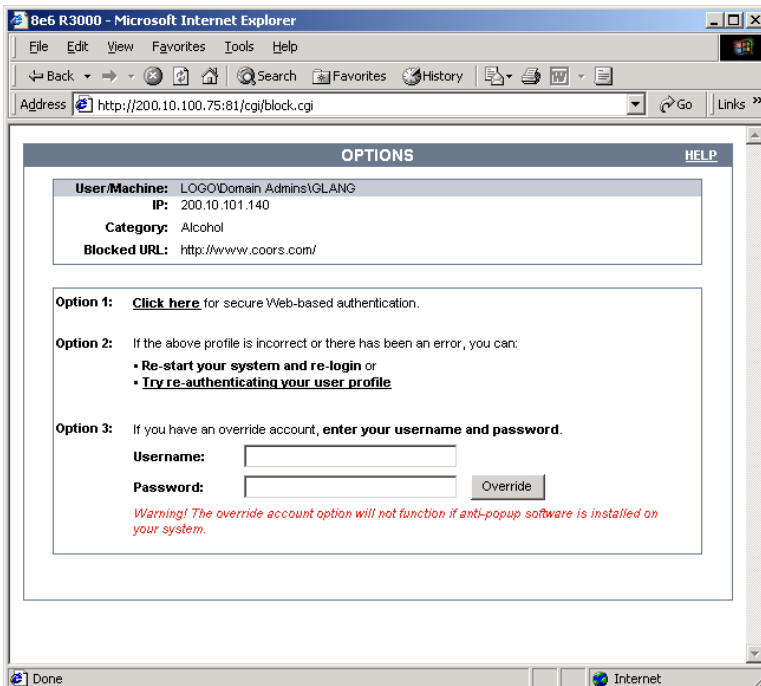 8e6 R3000 - Microsoft Internet Explorer
File Edit View Favorites Tools Help
Back Search Favorites History
Address http://200.10.100.75:81/cgi/block.cgi Go Links »
OPTIONS HELP
User/Machine: LOGO\Domain Admins\GLANG
IP: 200.10.101.140
Category: Alcohol
Blocked URL: http://www.coors.com/
Option 1: Click here for secure Web-based authentication.
Option 2: If the above profile is incorrect or there has been an error, you can:
▪ Re-start your system and re-login or
▪ Try re-authenticating your user profile
Option 3: If you have an override account, enter your username and password.
Username:
Password: Override
Warning! The override account option will not function if anti-popup software is installed on
your system.
Done Internet